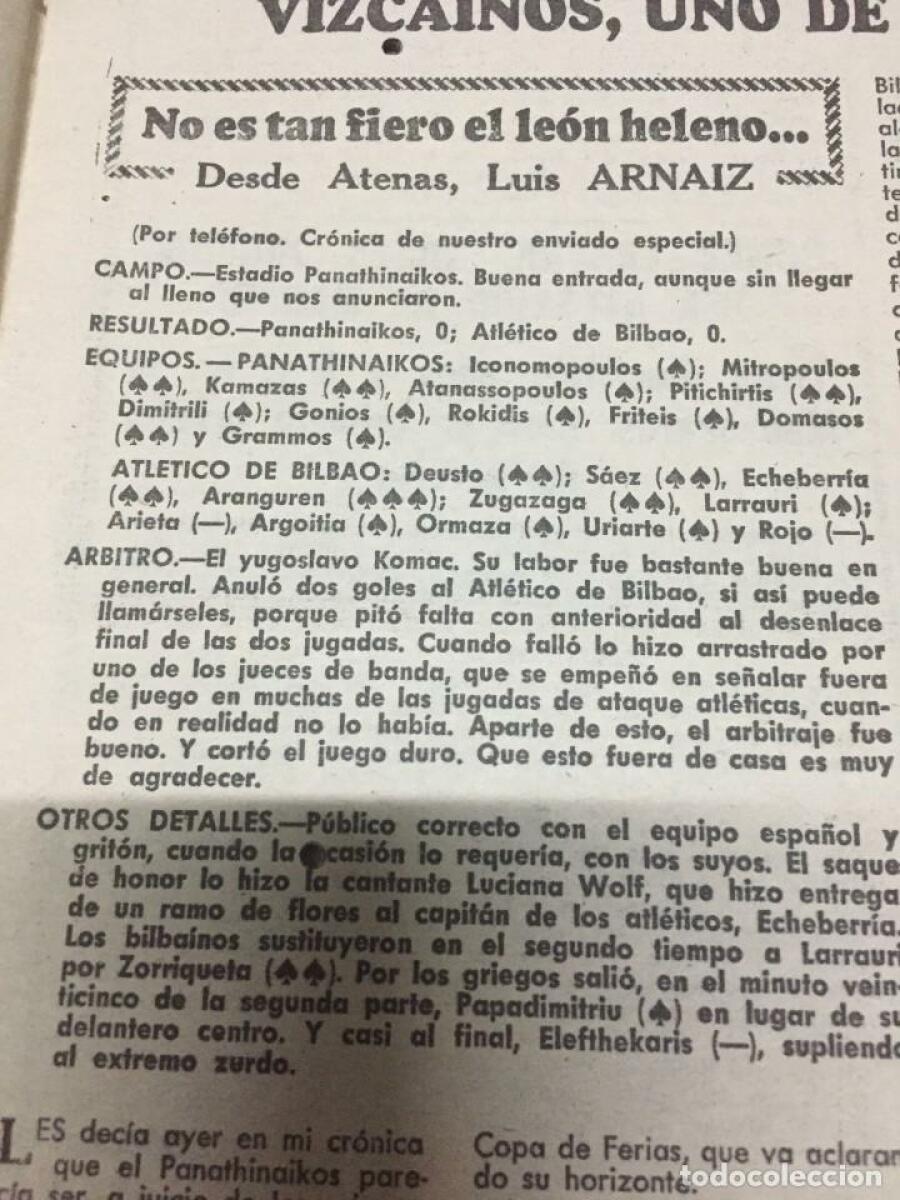 VIZCAINOS, UNO DE
No es tan fiero el león heleno...
Desde Atenas, Luis ARNAIZ
(Por teléfono. Crónica de nuestro enviado especial.)
CAMPO.—Estadio Panathinaikos. Buena entrada, aunque sin llegar
al lleno que nos anunciaron.
RESULTADO.—Panathinaikos, 0; Atlético de Bilbao, 0.
EQUIPOS.—PANATHINAIKOS: Iconomopoulos (♠); Mitropoulos
(♠♠), Kamazas (♠♠), Atanassopoulos (♠); Pitichirtis (♠♠),
Dimitrili (♠); Gonios (♠), Rokidis (♠), Friteis (♠), Domasos
(♠♠) y Grammos (♠).
ATLETICO DE BILBAO: Deusto (♠♠); Sáez (♠♠), Echeberría
(♠♠), Aranguren (♠♠♠); Zugazaga (♠♠), Larrauri (♠);
Arieta (—), Argoitia (♠), Ormaza (♠), Uriarte (♠) y Rojo (—).
ARBITRO.—El yugoslavo Komac. Su labor fue bastante buena en
general. Anuló dos goles al Atlético de Bilbao, si así puede
llamárseles, porque pitó falta con anterioridad al desenlace
final de las dos jugadas. Cuando falló lo hizo arrastrado por
uno de los jueces de banda, que se empeñó en señalar fuera
de juego en muchas de las jugadas de ataque atléticas, cuan-
do en realidad no lo había. Aparte de esto, el arbitraje fue
bueno. Y cortó el juego duro. Que esto fuera de casa es muy
de agradecer.
OTROS DETALLES.—Público correcto con el equipo español y
gritón, cuando la ocasión lo requería, con los suyos. El saque
de honor lo hizo la cantante Luciana Wolf, que hizo entrega
de un ramo de flores al capitán de los atléticos, Echeberría.
Los bilbaínos sustituyeron en el segundo tiempo a Larrauri
por Zorriqueta (♠♠). Por los griegos salió, en el minuto vein-
ticinco de la segunda parte, Papadimitriu (♠) en lugar de su
delantero centro. Y casi al final, Elefthekaris (—), supliendo
al extremo zurdo.
LES decía ayer en mi crónica
que el Panathinaikos pare-
cía ser, a juicio de
Copa de Ferias, que va aclaran-
do su horizonte.
todocoleccion